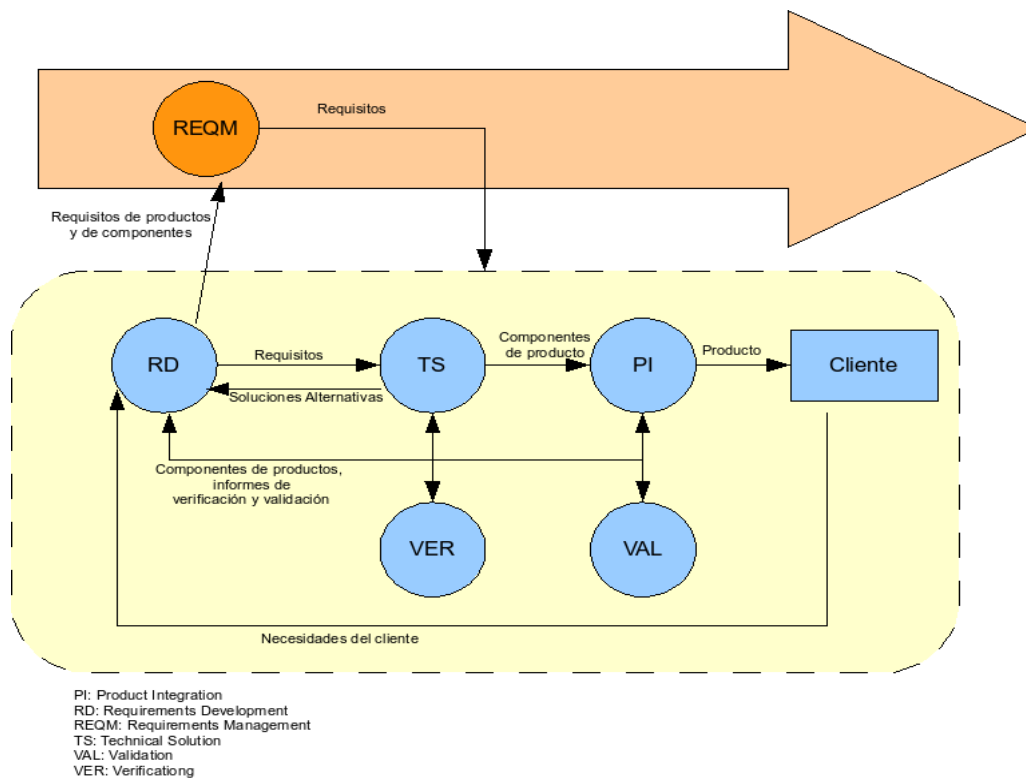 REQM
Requisitos
Requisitos de productos
y de componentes
RD
Requisitos
TS
Componentes
de producto
PI
Producto
Cliente
Soluciones Alternativas
Componentes de productos,
informes de
verificación y validación
VER
VAL
Necesidades del cliente
PI: Product Integration
RD: Requirements Development
REQM: Requirements Management
TS: Technical Solution
VAL: Validation
VER: Verificationg